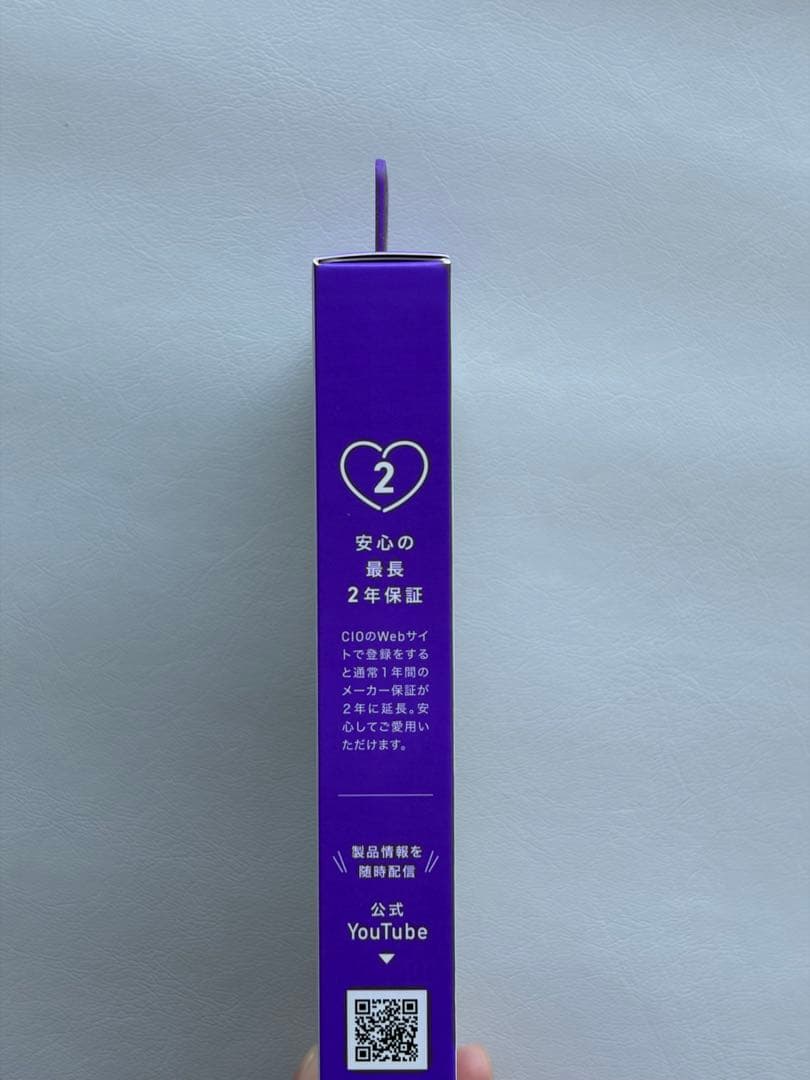 2
安心の
最長
2年保証
CIOのWebサイ
トで登録をする
と通常1年間の
メーカー保証が
2年に延長。安
心してご愛用い
ただけます。
製品情報を
随時配信
公式
YouTube